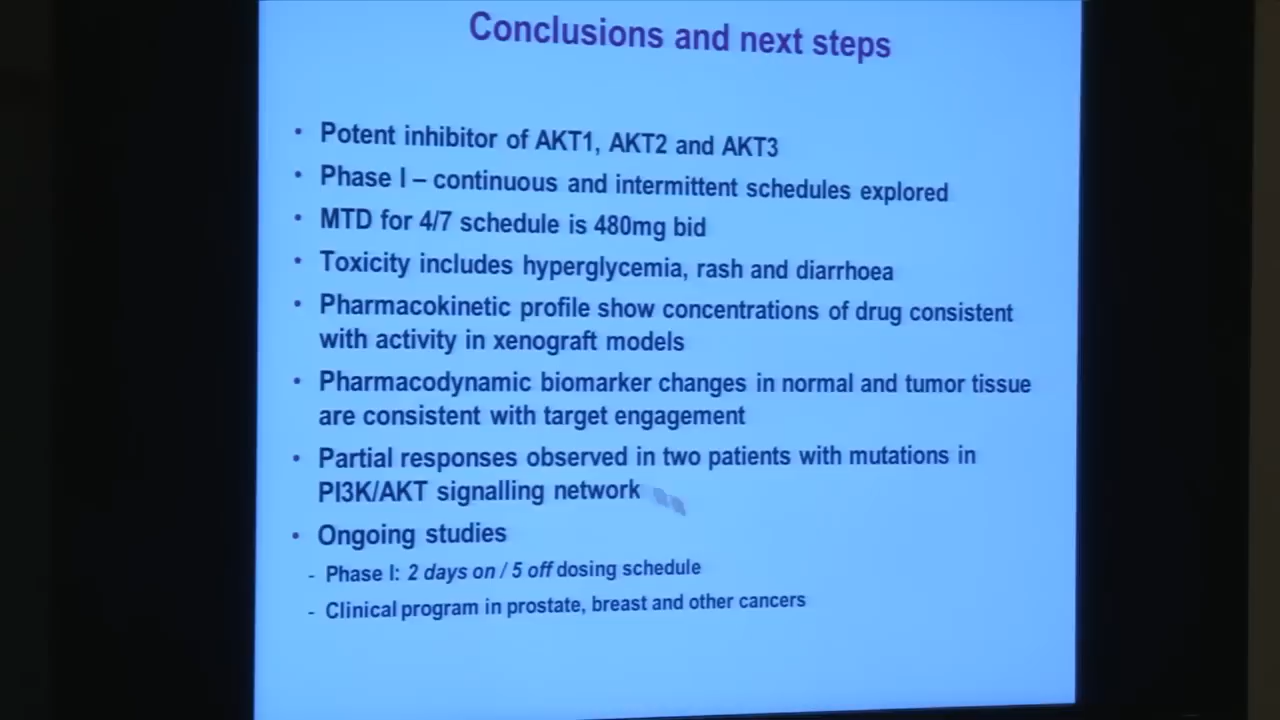 Conclusions and next steps
• Potent inhibitor of AKT1, AKT2 and AKT3
• Phase I – continuous and intermittent schedules explored
• MTD for 4/7 schedule is 480mg bid
• Toxicity includes hyperglycemia, rash and diarrhoea
• Pharmacokinetic profile show concentrations of drug consistent
with activity in xenograft models
• Pharmacodynamic biomarker changes in normal and tumor tissue
are consistent with target engagement
• Partial responses observed in two patients with mutations in
PI3K/AKT signalling network
• Ongoing studies
- Phase I: 2 days on / 5 off dosing schedule
- Clinical program in prostate, breast and other cancers